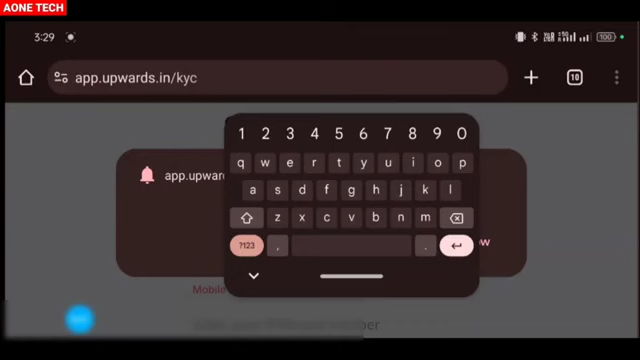 AONE TECH
3:29
100
app.upwards.in/kyc
10
1 2 3 4 5 6 7 8 9 0
q w e r t y u i o p
app.upward
a s d f g h j k l
z x c v b n m
?123 , .
ow
Mobile